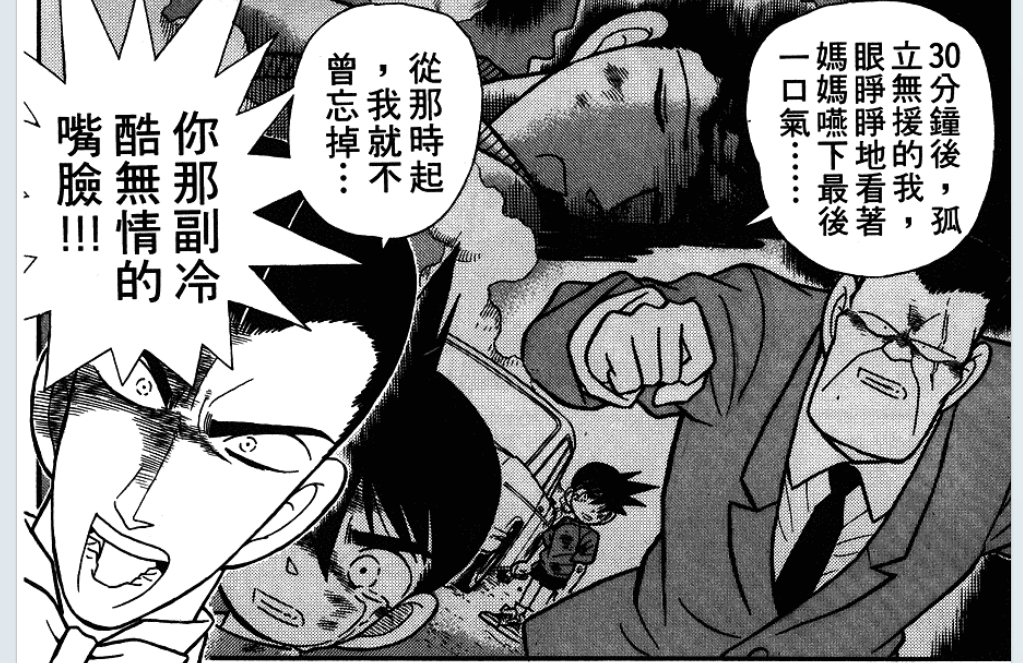 30分鐘後，孤
立無援的我，
眼睜睜地看著
媽媽嚥下最後
一口氣……
從那時起
，我就不
曾忘掉…
你那副冷
酷無情的
嘴臉!!!